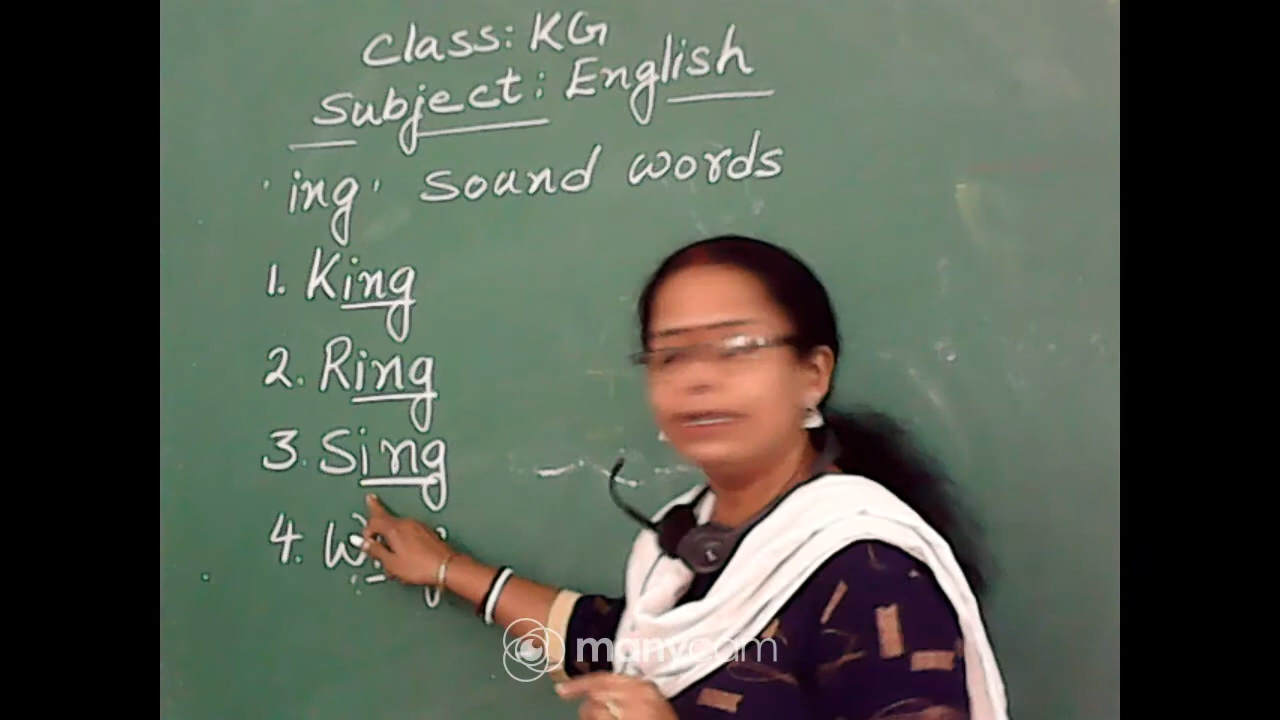 Class: KG
Subject: English
'ing' sound words
1. King
2. Ring
3. Sing
4.
manycam